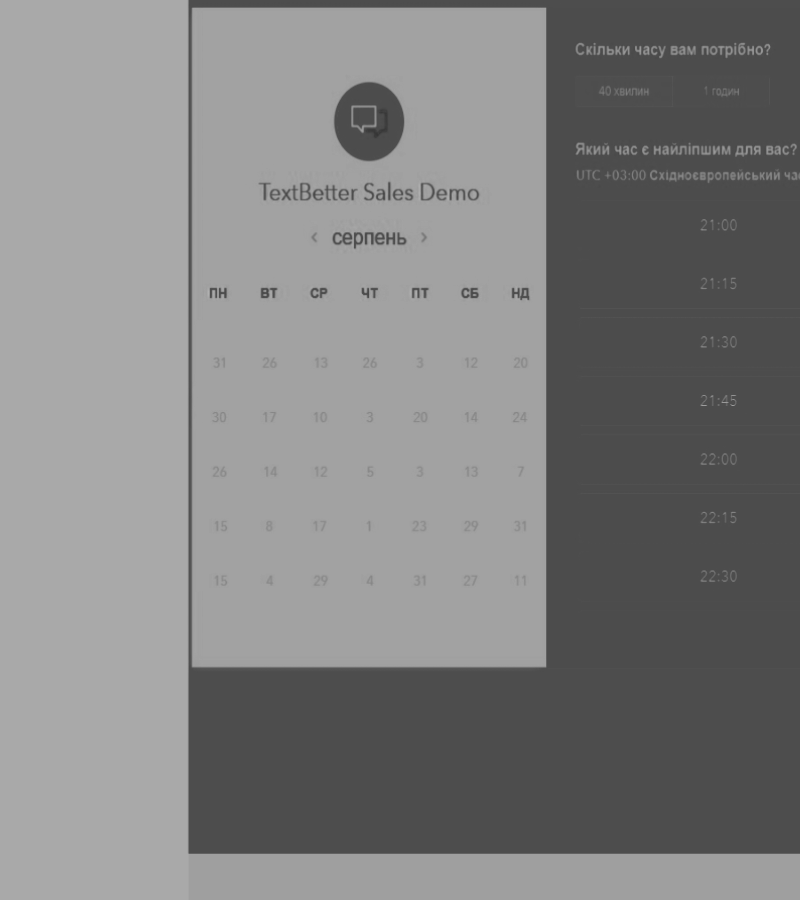 TextBetter Sales Demo
< серпень >
ПН ВТ СР ЧТ ПТ СБ НД
31 26 13 26 3 12 20
30 17 10 3 20 14 24
26 14 12 5 3 13 7
15 8 17 1 23 29 31
15 4 29 4 31 27 11
Скільки часу вам потрібно?
40 хвилин 1 годин
Який час є найліпшим для вас?
UTC +03:00 Східноєвропейський
21:00
21:15
21:30
21:45
22:00
22:15
22:30